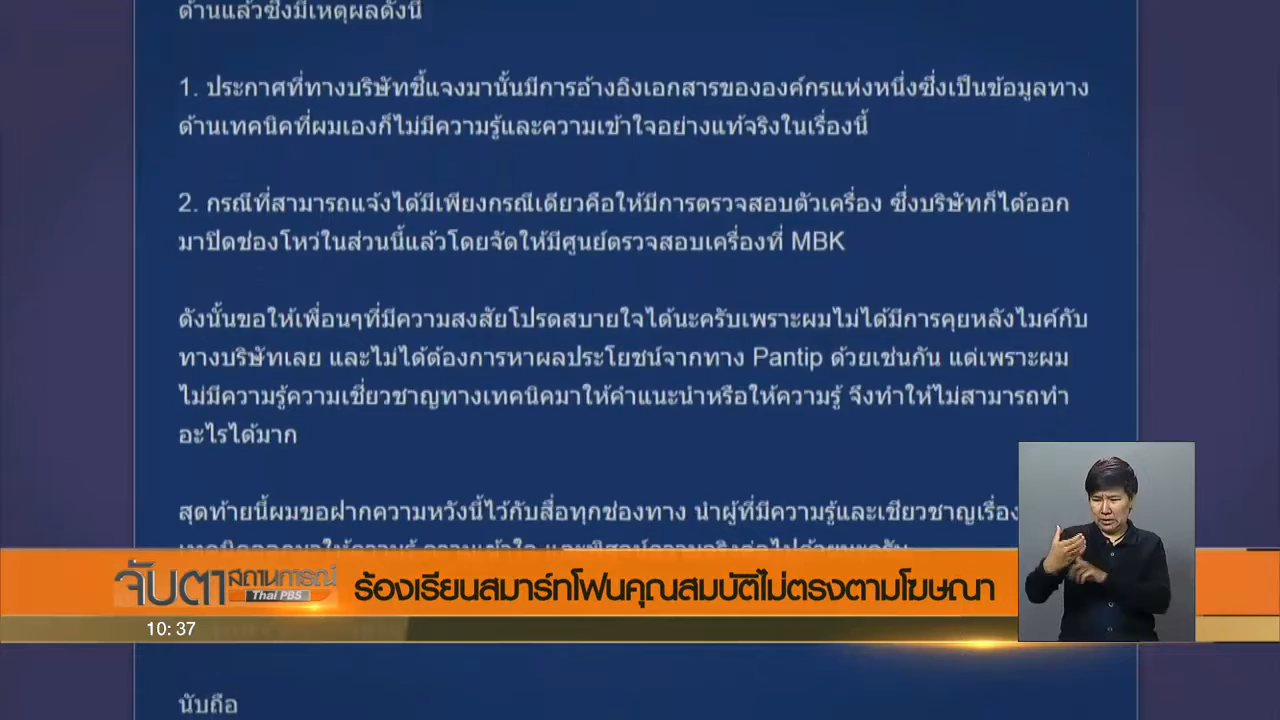 ด้านแล้วซึ่งมีเหตุผลดังนี้
1. ประกาศที่ทางบริษัทชี้แจงมานั้นมีการอ้างอิงเอกสารขององค์กรแห่งหนึ่งซึ่งเป็นข้อมูลทาง
ด้านเทคนิคที่ผมเองก็ไม่มีความรู้และความเข้าใจอย่างแท้จริงในเรื่องนี้
2. กรณีที่สามารถแจ้งได้มีเพียงกรณีเดียวคือให้มีการตรวจสอบตัวเครื่อง ซึ่งบริษัทก็ได้ออก
มาปิดช่องโหว่ในส่วนนี้แล้วโดยจัดให้มีศูนย์ตรวจสอบเครื่องที่ MBK
ดังนั้นขอให้เพื่อนๆที่มีความสงสัยโปรดสบายใจได้นะครับเพราะผมไม่ได้มีการคุยหลังไมค์กับ
ทางบริษัทเลย และไม่ได้ต้องการหาผลประโยชน์จากทาง Pantip ด้วยเช่นกัน แต่เพราะผม
ไม่มีความรู้ความเชี่ยวชาญทางเทคนิคมาให้คำแนะนำหรือให้ความรู้ จึงทำให้ไม่สามารถทำ
อะไรได้มาก
สุดท้ายนี้ผมขอฝากความหวังนี้ไว้กับสื่อทุกช่องทาง นำผู้ที่มีความรู้และเชียวชาญเรื่อง
จับตา สถานการณ์ Thai PBS
ร้องเรียนสมาร์ทโฟนคุณสมบัติไม่ตรงตามโฆษณา
10:37
นับถือ